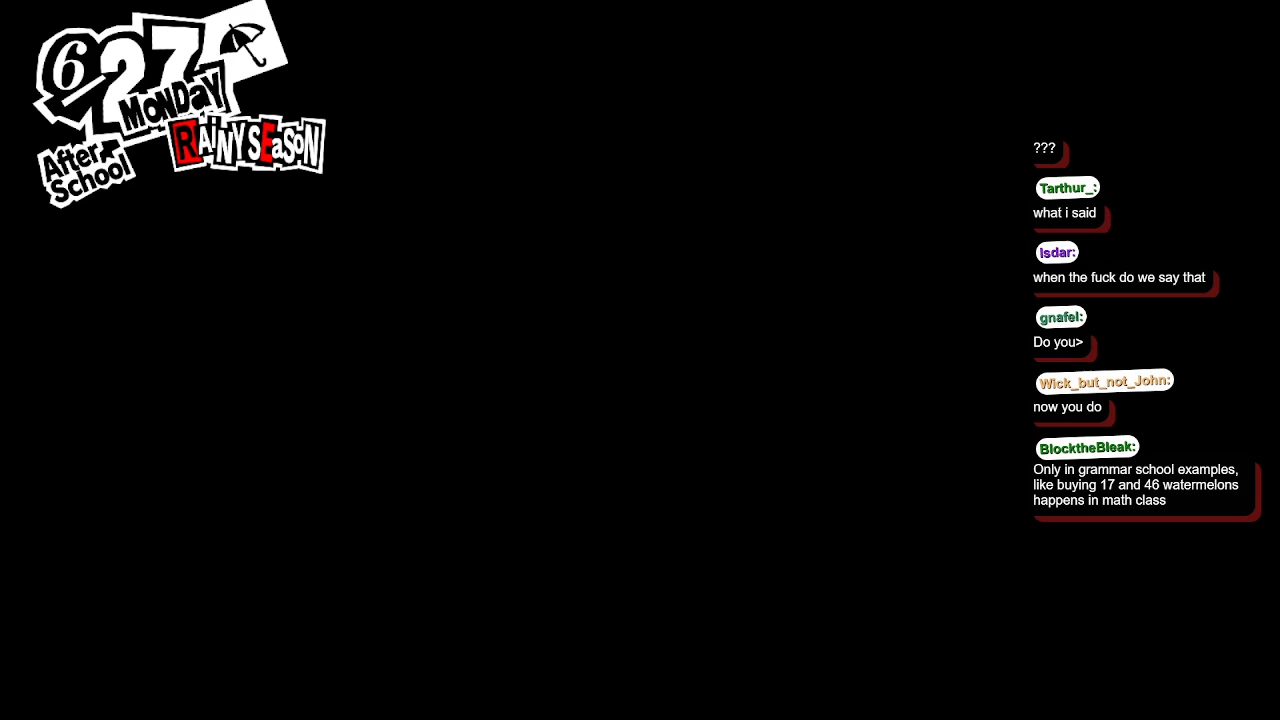 6/27
MONDAY
RAINY SEASON
After School
???
Tarthur_:
what i said
lsdar:
when the fuck do we say that
gnafel:
Do you>
Wick_but_not_John:
now you do
BlocktheBleak:
Only in grammar school examples,
like buying 17 and 46 watermelons
happens in math class